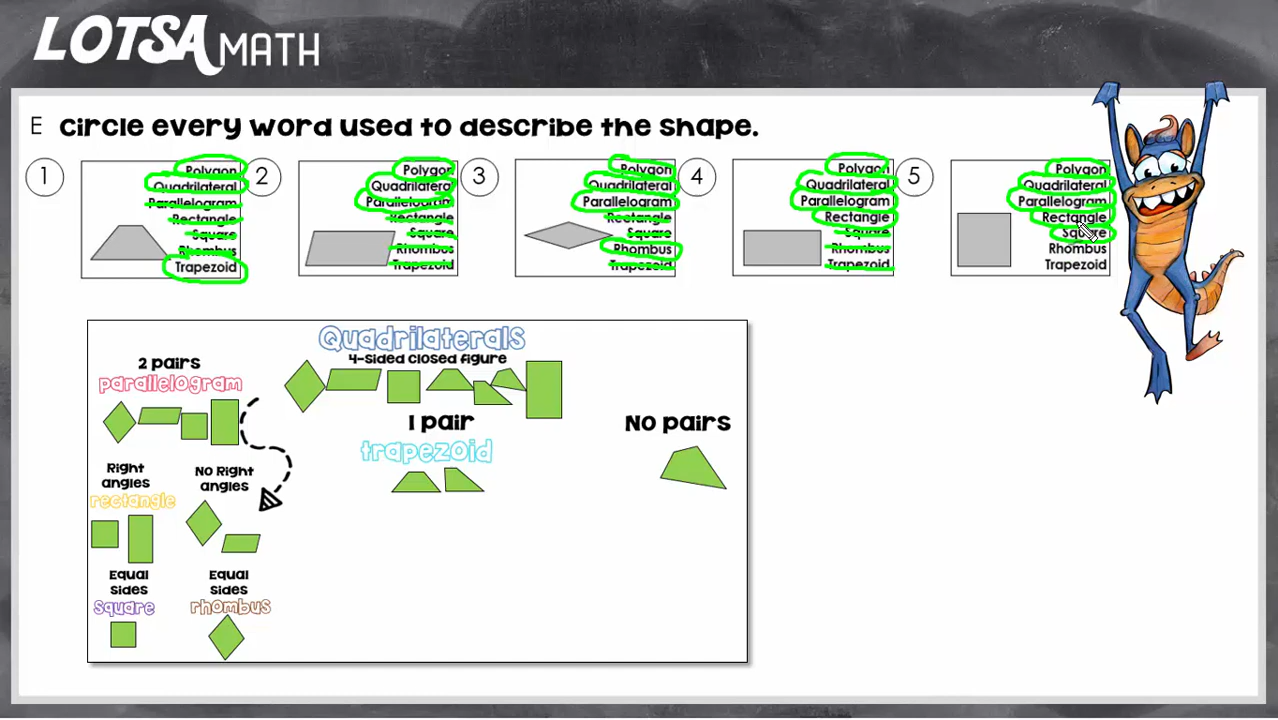 LOTSA MATH
E Circle every word used to describe the shape.
1
Polygon
Quadrilateral
Parallelogram
Rectangle
Square
Rhombus
Trapezoid
2
Polygon
Quadrilateral
Parallelogram
Rectangle
Square
Rhombus
Trapezoid
3
Polygon
Quadrilateral
Parallelogram
Rectangle
Square
Rhombus
Trapezoid
4
Polygon
Quadrilateral
Parallelogram
Rectangle
Square
Rhombus
Trapezoid
5
Polygon
Quadrilateral
Parallelogram
Rectangle
Square
Rhombus
Trapezoid
Quadrilaterals
4-sided closed figure
2 pairs
parallelogram
1 pair
trapezoid
No pairs
Right
angles
rectangle
No Right
angles
Equal
sides
square
Equal
sides
rhombus